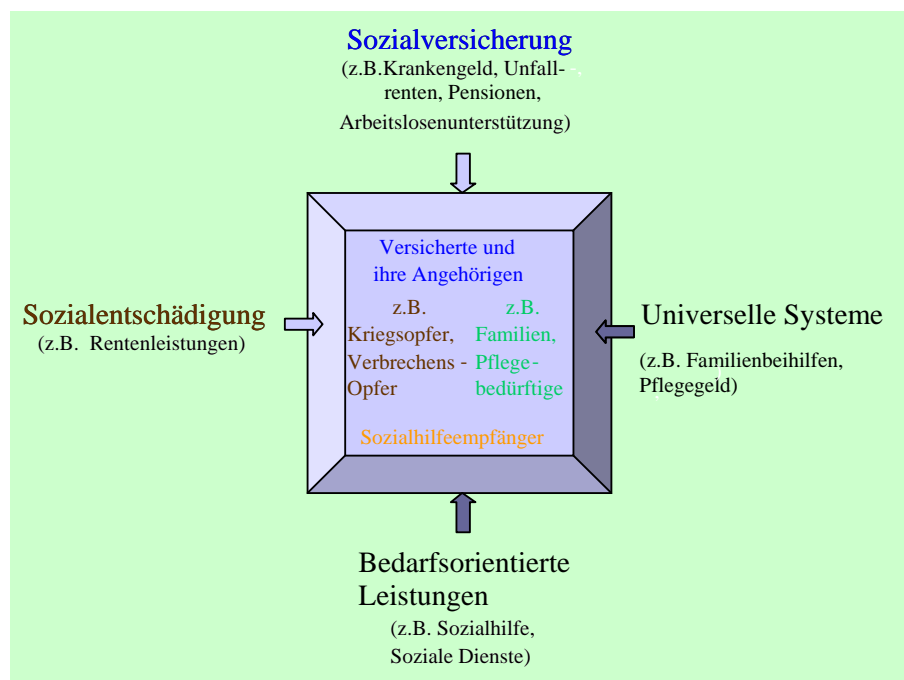 Sozialversicherung
(z.B.Krankengeld, Unfall-
renten, Pensionen,
Arbeitslosenunterstützung)
Versicherte und
ihre Angehörigen
Sozialentschädigung
(z.B. Rentenleistungen)
z.B.
Kriegsopfer,
Verbrechens -
Opfer
z.B.
Familien,
Pflege-
bedürftige
Sozialhilfeempfänger
Universelle Systeme
(z.B. Familienbeihilfen,
Pflegegeld)
Bedarfsorientierte
Leistungen
(z.B. Sozialhilfe,
Soziale Dienste)